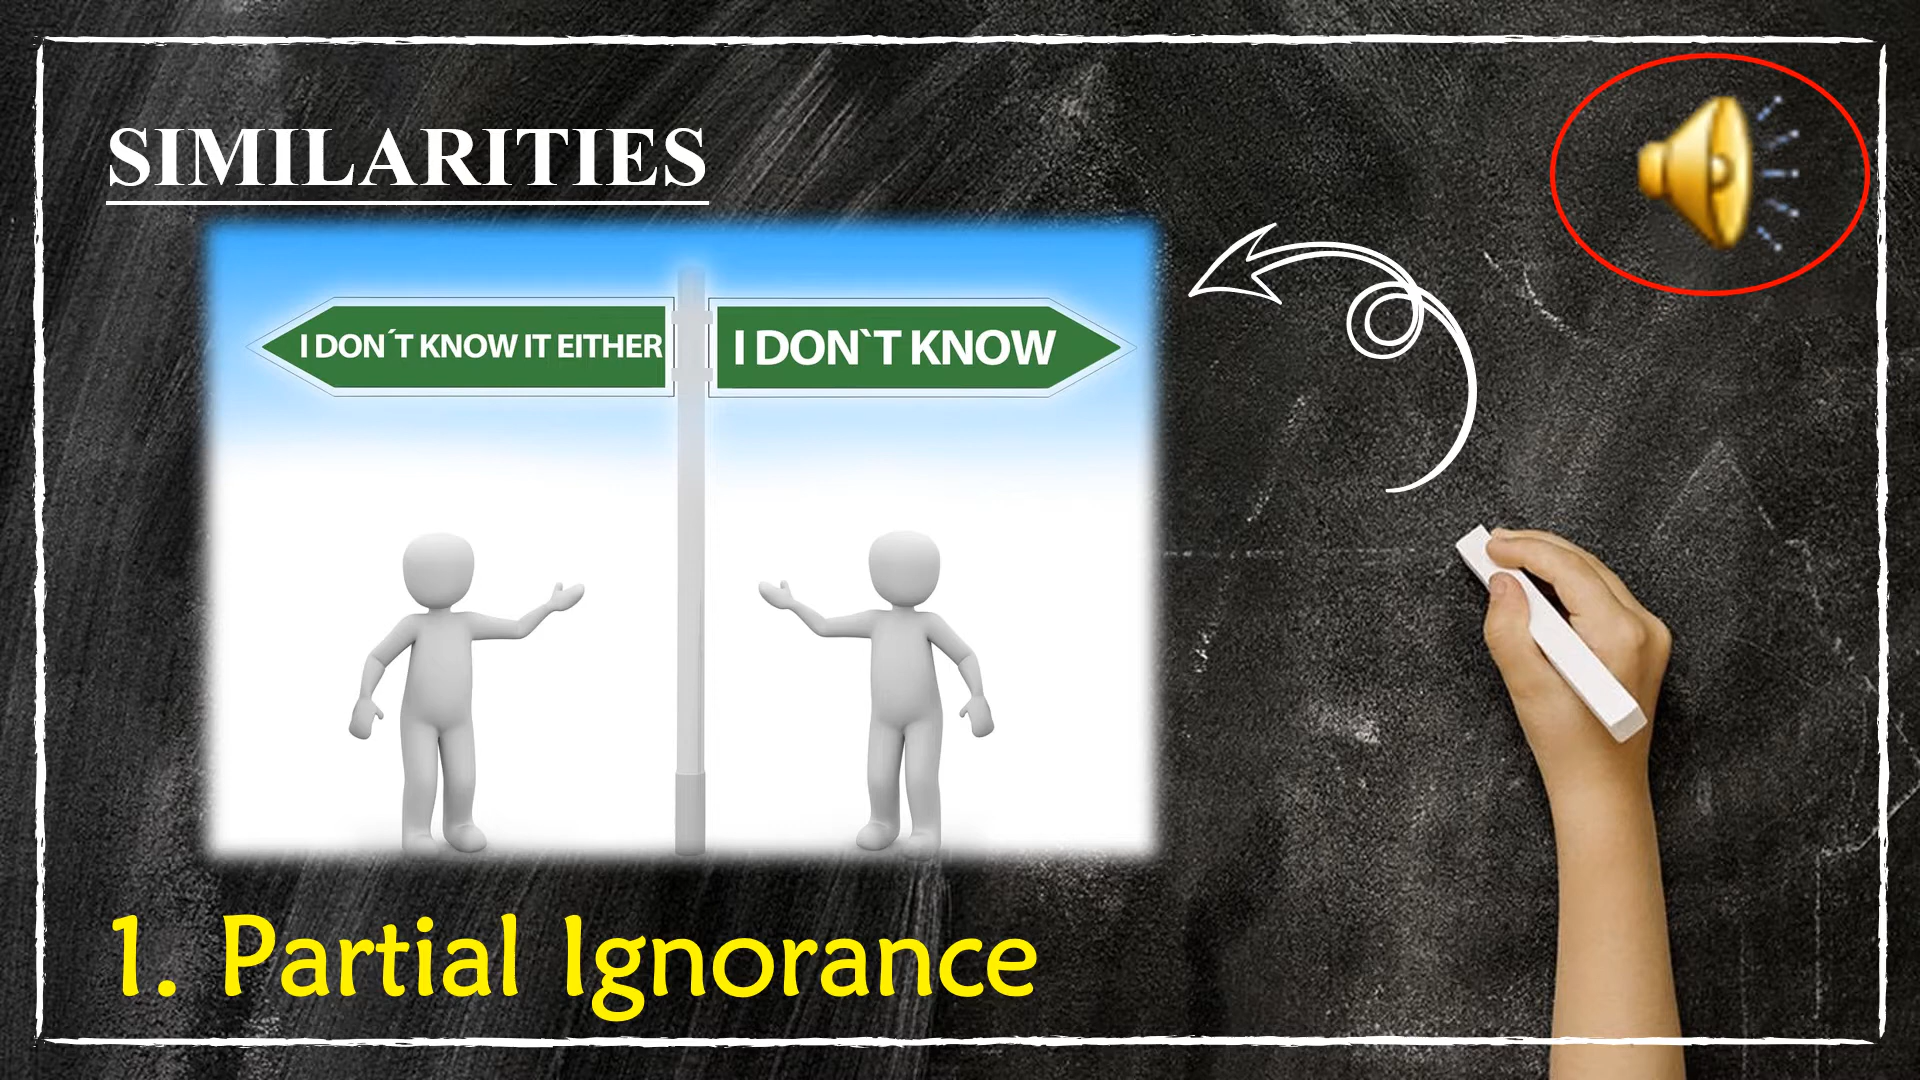 SIMILARITIES
I DON´T KNOW IT EITHER
I DON`T KNOW
1. Partial Ignorance